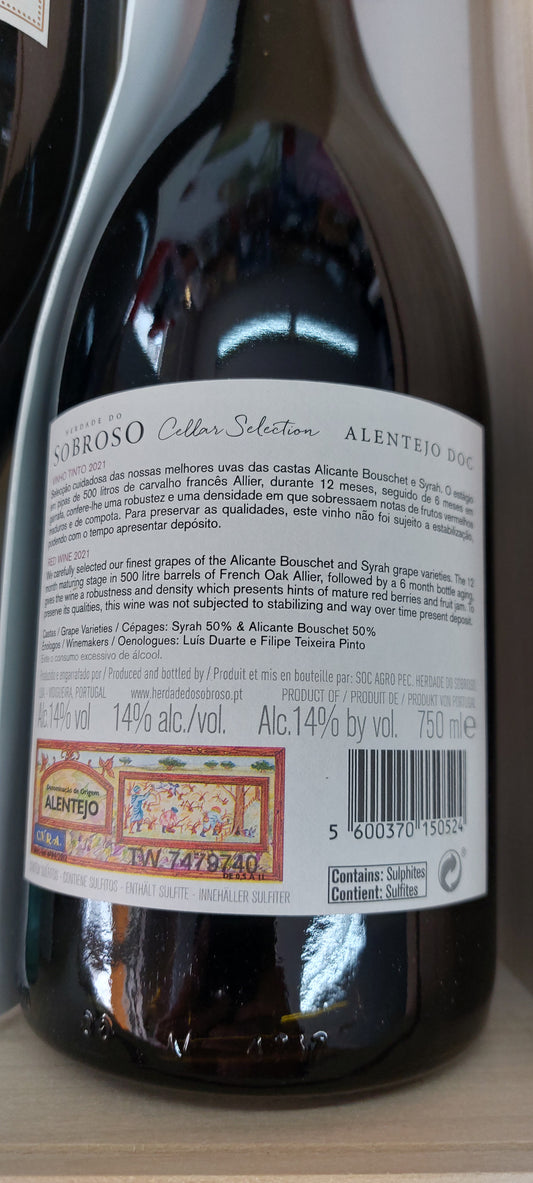 HERDADE DO
SOBROSO Cellar Selection ALENTEJO DOC
VINHO TINTO 2021
Selecção cuidadosa das nossas melhores uvas das castas Alicante Bouschet e Syrah. O estágio
em pipas de 500 litros de carvalho francês Allier, durante 12 meses, seguido de 6 meses em
garrafa, confere-lhe uma robustez e uma densidade em que sobressaem notas de frutos vermelhos
maduros e de compota. Para preservar as qualidades, este vinho não foi sujeito a estabilização,
podendo com o tempo apresentar depósito.
RED WINE 2021
We carefully selected our finest grapes of the Alicante Bouschet and Syrah grape varieties. The 12
month maturing stage in 500 litre barrels of French Oak Allier, followed by a 6 month bottle aging,
gives the wine a robustness and density which presents hints of mature red berries and fruit jam. To
preserve its qualities, this wine was not subjected to stabilizing and way over time present deposit.
Castas / Grape Varieties / Cépages: Syrah 50% & Alicante Bouschet 50%
Enólogos / Winemakers / Oenologues: Luís Duarte e Filipe Teixeira Pinto
Evite o consumo excessivo de álcool.
Produzido e engarrafado por / Produced and bottled by / Produit et mis en bouteille par: SOC AGRO PEC. HERDADE DO SOBROSO
VIDIGUEIRA, PORTUGAL www.herdadedosobroso.pt PRODUCT OF / PRODUIT DE / PRODUKT VON PORTUGAL
Alc.14% vol 14% alc./vol. Alc.14% by vol. 750 ml e
Denominação de Origem
ALENTEJO
C.V.R.A.
TW 7479740
5 600370 150524
CONTIENE SULFITOS - ENTHÄLT SULFITE - INNEHÅLLER SULFITER
Contains: Sulphites
Contient: Sulfites